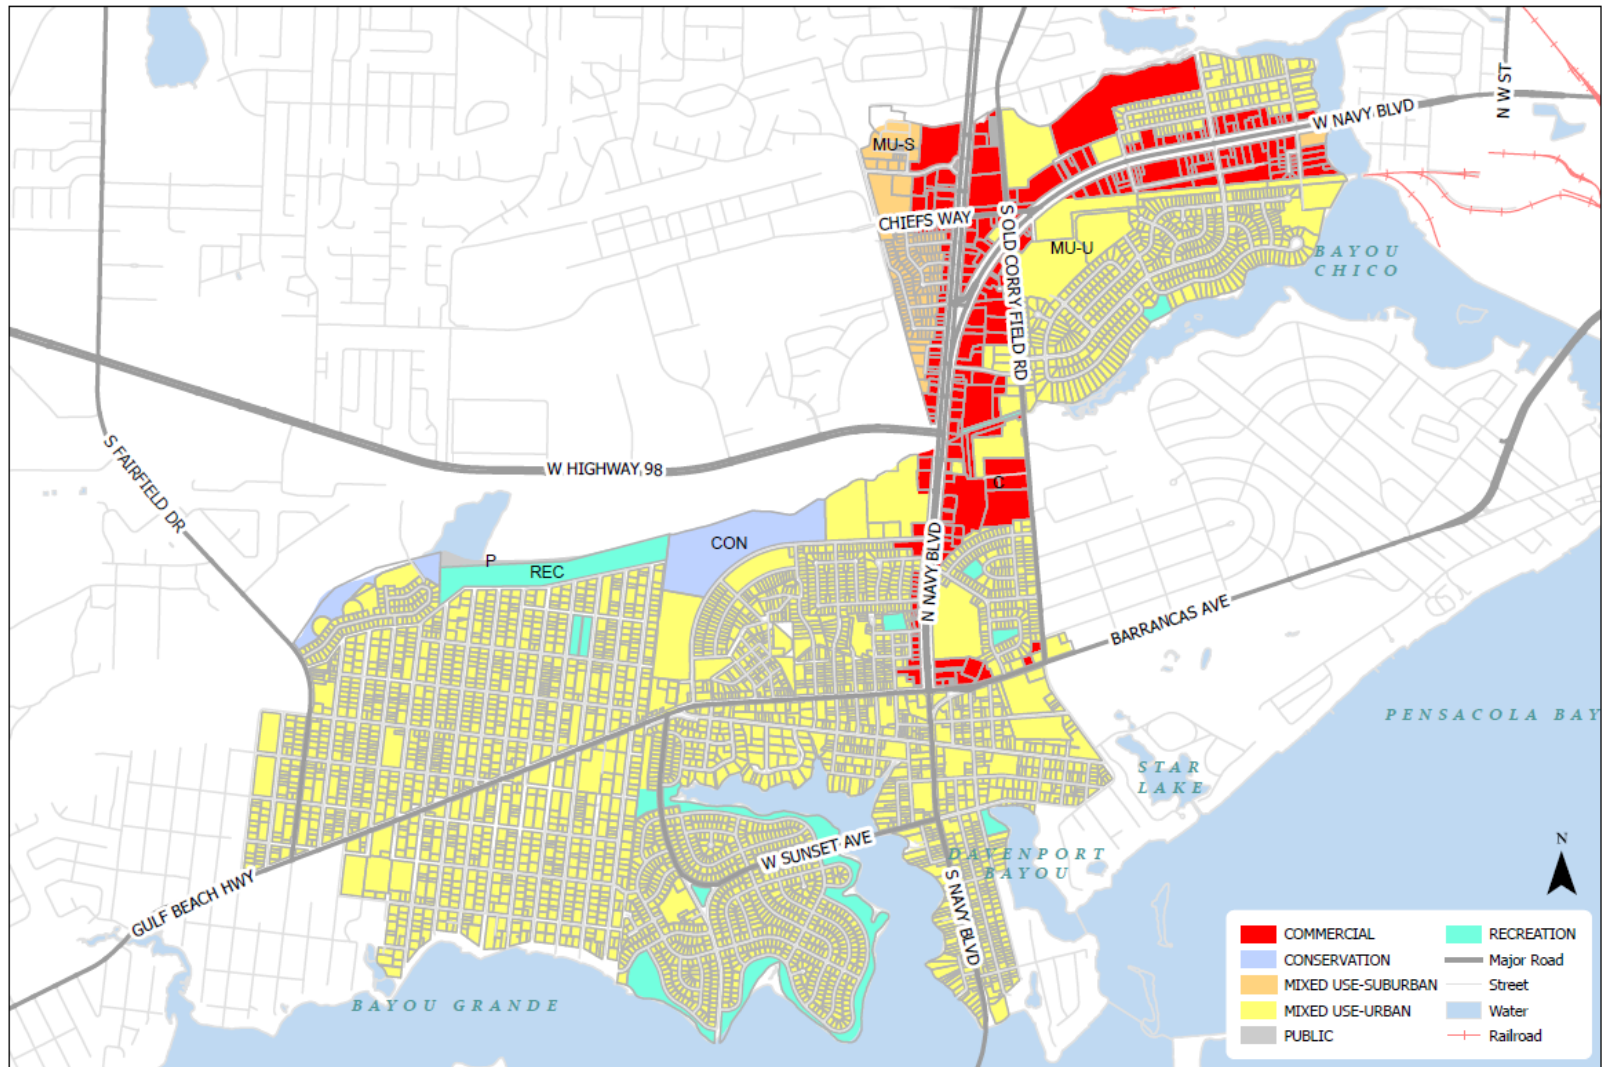 N W ST
W NAVY BLVD
MU-S
CHIEFS WAY
S OLD CORRY FIELD RD
MU-U
BAYOU
CHICO
S FAIRFIELD DR
W HIGHWAY 98
C
CON
P
REC
N NAVY BLVD
BARRANCAS AVE
PENSACOLA BAY
STAR
LAKE
W SUNSET AVE
DAVENPORT
BAYOU
S NAVY BLVD
GULF BEACH HWY
BAYOU GRANDE
N
COMMERCIAL
CONSERVATION
MIXED USE-SUBURBAN
MIXED USE-URBAN
PUBLIC
RECREATION
Major Road
Street
Water
Railroad